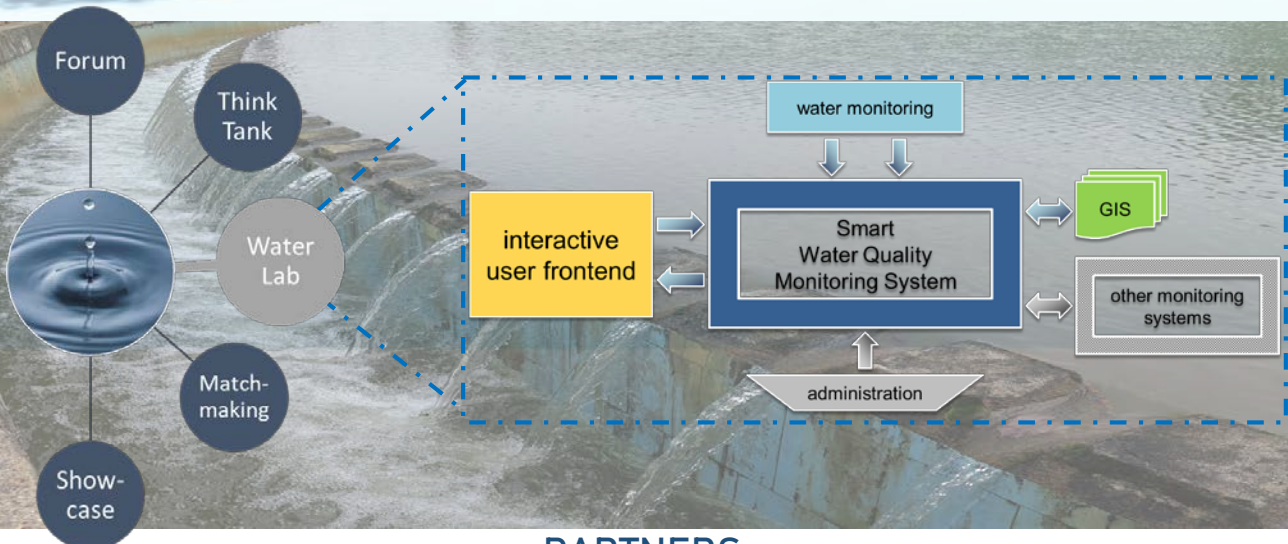 Forum
Think
Tank
Water
Lab
Match-
making
Show-
case
water monitoring
interactive
user frontend
Smart
Water Quality
Monitoring System
GIS
other monitoring
systems
administration
PARTNERS